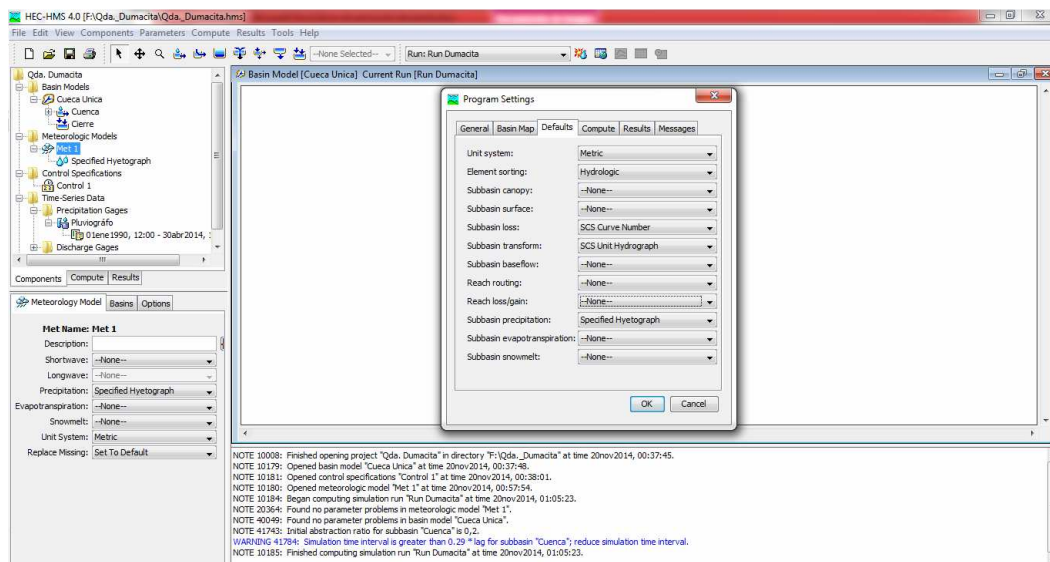 HEC-HMS 4.0 [F:\Qda._Dumacita\Qda._Dumacita.hms]
File Edit View Components Parameters Compute Results Tools Help
--None Selected-- Run: Run Dumacita
Qda. Dumacita
Basin Models
Cueca Unica
Cuenca
Cierre
Meteorologic Models
Met 1
Specified Hyetograph
Control Specifications
Control 1
Time-Series Data
Precipitation Gages
Pluviográfo
01ene1990, 12:00 - 30abr2014, :
Discharge Gages
Components Compute Results
Meteorology Model Basins Options
Met Name: Met 1
Description:
Shortwave: --None--
Longwave: --None--
Precipitation: Specified Hyetograph
Evapotranspiration: --None--
Snowmelt: --None--
Unit System: Metric
Replace Missing: Set To Default
Basin Model [Cueca Unica] Current Run [Run Dumacita]
Program Settings
General Basin Map Defaults Compute Results Messages
Unit system: Metric
Element sorting: Hydrologic
Subbasin canopy: --None--
Subbasin surface: --None--
Subbasin loss: SCS Curve Number
Subbasin transform: SCS Unit Hydrograph
Subbasin baseflow: --None--
Reach routing: --None--
Reach loss/gain: --None--
Subbasin precipitation: Specified Hyetograph
Subbasin evapotranspiration: --None--
Subbasin snowmelt: --None--
OK Cancel
NOTE 10008: Finished opening project "Qda. Dumacita" in directory "F:\Qda._Dumacita" at time 20nov2014, 00:37:45.
NOTE 10179: Opened basin model "Cueca Unica" at time 20nov2014, 00:37:48.
NOTE 10181: Opened control specifications "Control 1" at time 20nov2014, 00:38:01.
NOTE 10180: Opened meteorologic model "Met 1" at time 20nov2014, 00:57:54.
NOTE 10184: Began computing simulation run "Run Dumacita" at time 20nov2014, 01:05:23.
NOTE 20364: Found no parameter problems in meteorologic model "Met 1".
NOTE 40049: Found no parameter problems in basin model "Cueca Unica".
NOTE 41743: Initial abstraction ratio for subbasin "Cuenca" is 0,2.
WARNING 41784: Simulation time interval is greater than 0.29 * lag for subbasin "Cuenca"; reduce simulation time interval.
NOTE 10185: Finished computing simulation run "Run Dumacita" at time 20nov2014, 01:05:23.